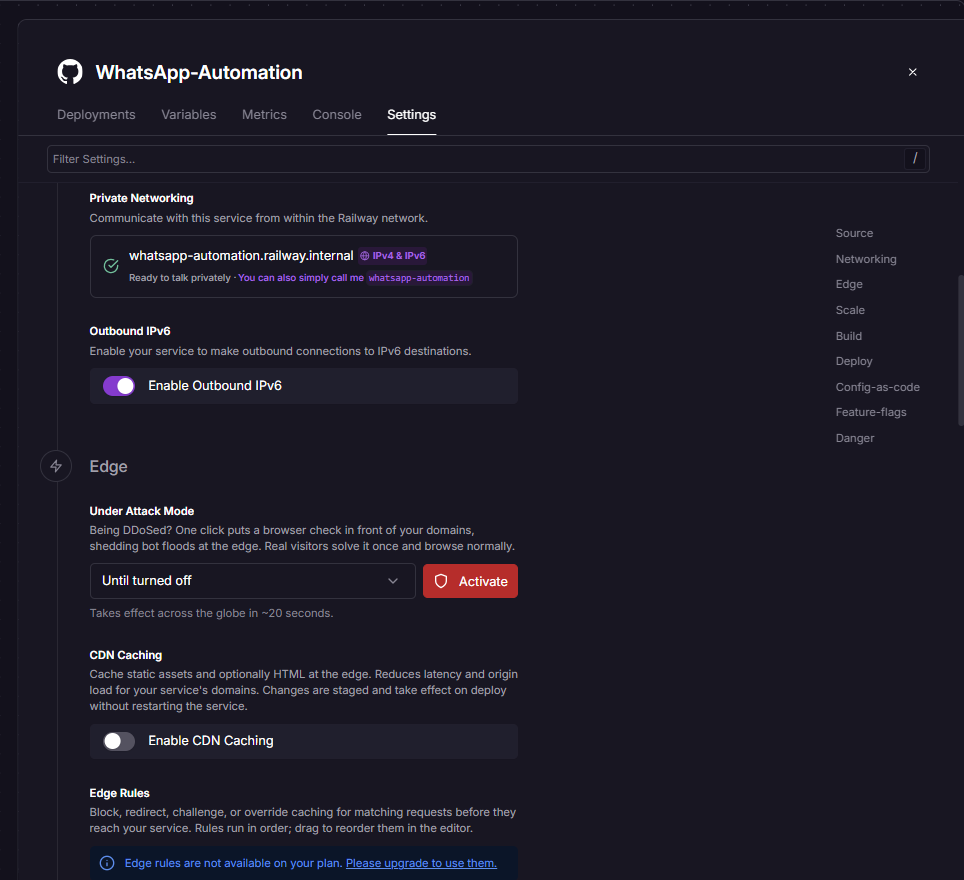 WhatsApp-Automation
Deployments Variables Metrics Console Settings
Filter Settings... /
Private Networking
Communicate with this service from within the Railway network.
whatsapp-automation.railway.internal IPv4 & IPv6
Ready to talk privately · You can also simply call me whatsapp-automation
Outbound IPv6
Enable your service to make outbound connections to IPv6 destinations.
Enable Outbound IPv6
Edge
Under Attack Mode
Being DDoSed? One click puts a browser check in front of your domains,
shedding bot floods at the edge. Real visitors solve it once and browse normally.
Until turned off Activate
Takes effect across the globe in ~20 seconds.
CDN Caching
Cache static assets and optionally HTML at the edge. Reduces latency and origin
load for your service's domains. Changes are staged and take effect on deploy
without restarting the service.
Enable CDN Caching
Edge Rules
Block, redirect, challenge, or override caching for matching requests before they
reach your service. Rules run in order; drag to reorder them in the editor.
Edge rules are not available on your plan. Please upgrade to use them.
Source
Networking
Edge
Scale
Build
Deploy
Config-as-code
Feature-flags
Danger